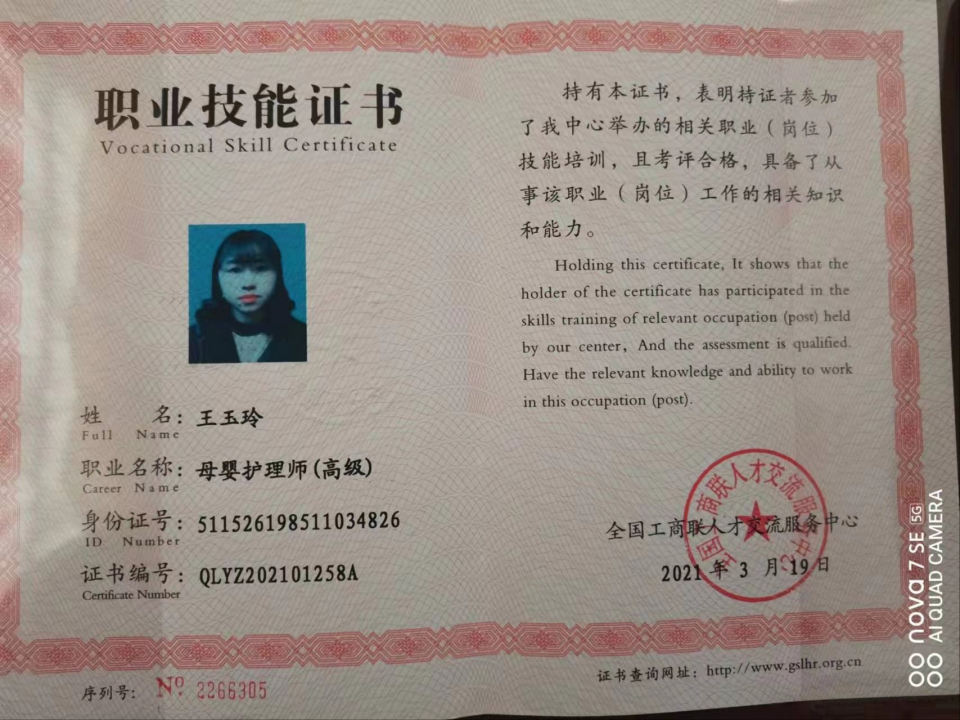 职业技能证书
Vocational Skill Certificate
姓 名：王玉玲
Full Name
职业名称：母婴护理师(高级)
Career Name
身份证号：511526198511034826
ID Number
证书编号：QLYZ202101258A
Certificate Number
序列号：Nº 2266305
持有本证书，表明持证者参加
了我中心举办的相关职业（岗位）
技能培训，且考评合格，具备了从
事该职业（岗位）工作的相关知识
和能力。
Holding this certificate, It shows that the
holder of the certificate has participated in the
skills training of relevant occupation (post) held
by our center, And the assessment is qualified.
Have the relevant knowledge and ability to work
in this occupation (post).
全国工商联人才交流服务中心
2021 年 3 月 19 日
全国工商联人才交流服务中心
证书查询网址：http://www.gslhr.org.cn
nova 7 SE 5G
AI QUAD CAMERA